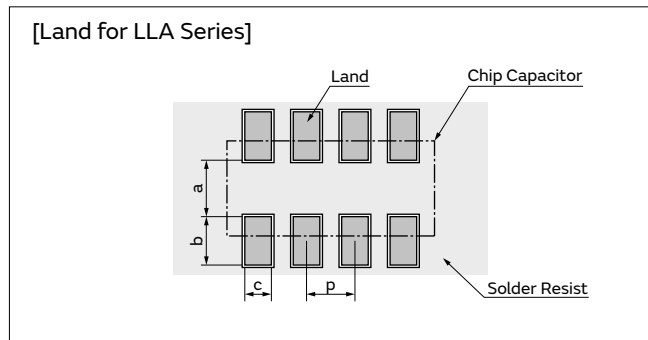 [Land for LLA Series]
Land
Chip Capacitor
a
b
c
p
Solder Resist